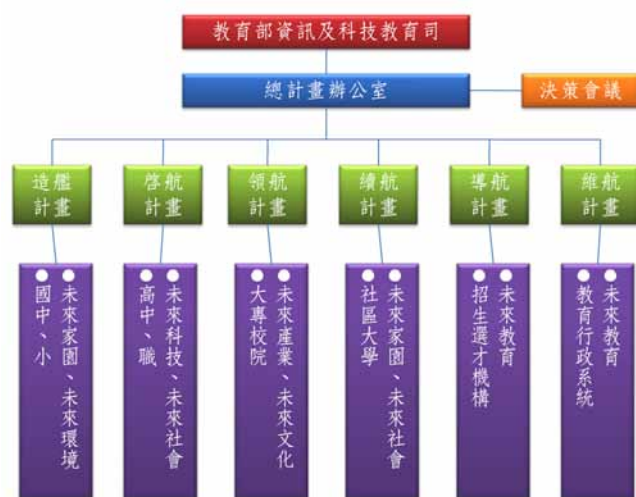 教育部資訊及科技教育司
總計畫辦公室
決策會議
造艦
計畫
啓航
計畫
領航
計畫
續航
計畫
導航
計畫
維航
計畫
●未來家園、未來環境
●國中、小
●未來科技、未來社會
●高中、職
●未來產業、未來文化
●大專校院
●未來家園、未來社會
●社區大學
●未來教育
●招生選才機構
●未來教育
●教育行政系統